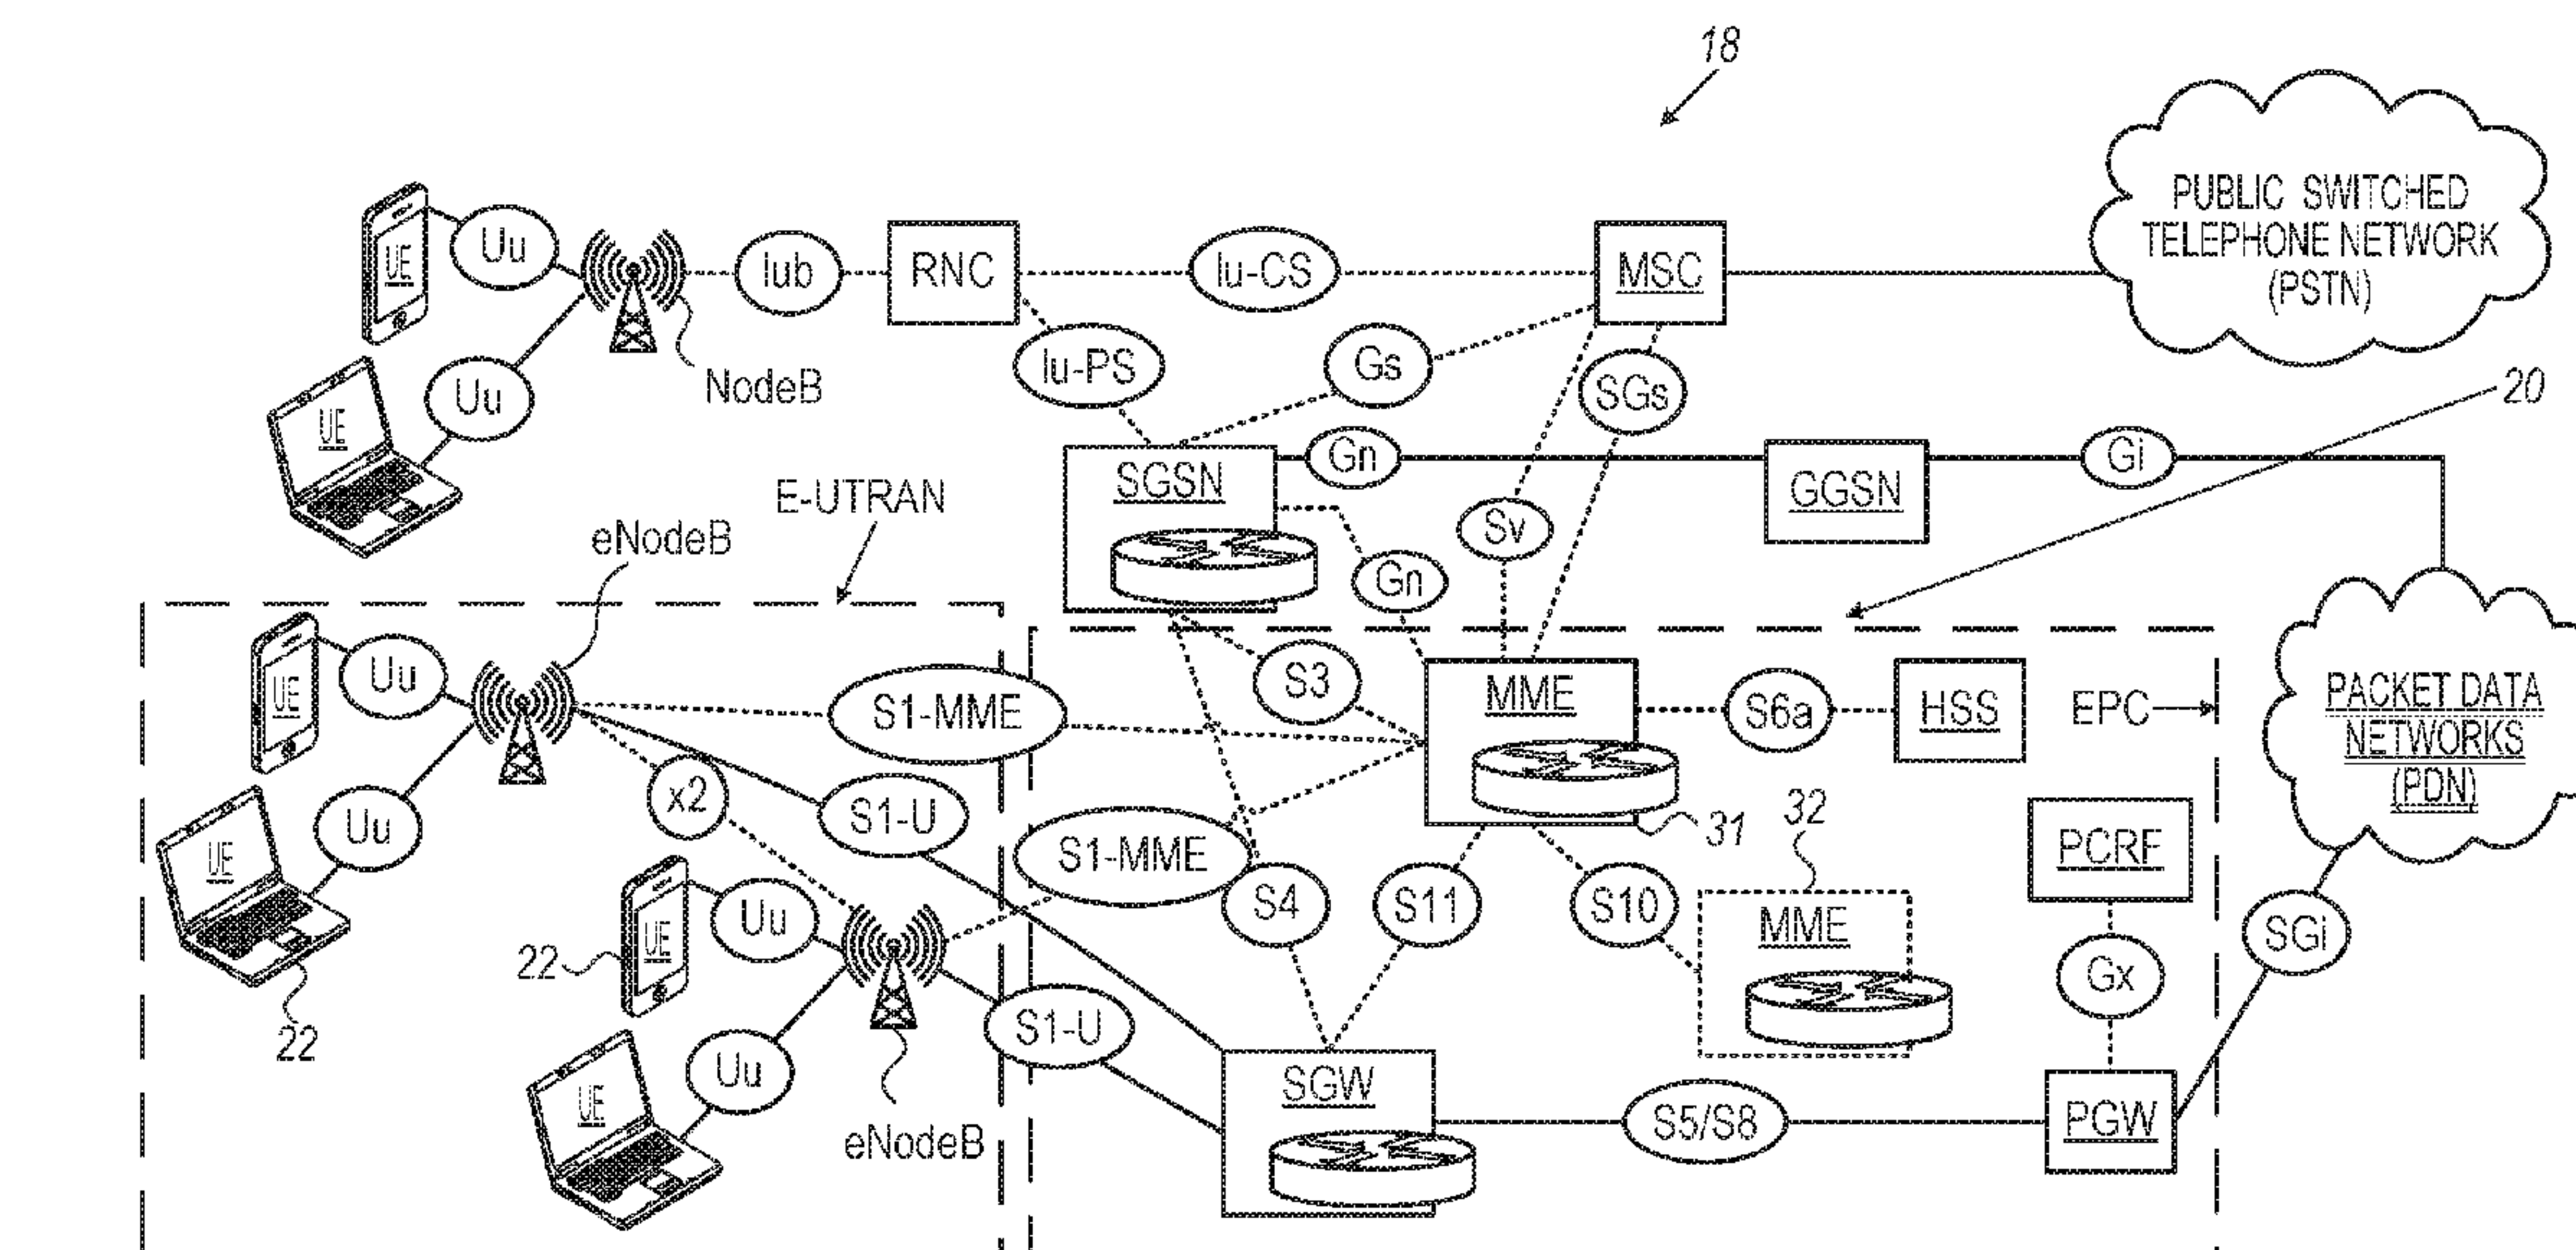 18
PUBLIC SWITCHED
TELEPHONE NETWORK
(PSTN)
UE
Uu
Iub
RNC
Iu-CS
MSC
Iu-PS
Gs
SGs
NodeB
20
UE
Uu
SGSN
Gn
GGSN
Gi
E-UTRAN
eNodeB
Sv
Gn
UE
Uu
S1-MME
S3
MME
S6a
HSS
EPC
PACKET DATA
NETWORKS
(PDN)
x2
S1-U
31
32
UE
Uu
S1-MME
PCRF
S4
S11
S10
MME
22
UE
Uu
SGi
Gx
22
S1-U
UE
Uu
eNodeB
SGW
S5/S8
PGW